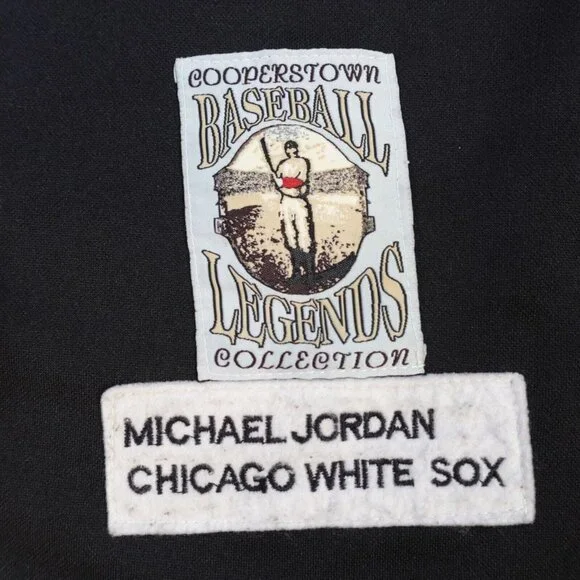 COOPERSTOWN
BASEBALL
LEGENDS
COLLECTION
MICHAEL JORDAN
CHICAGO WHITE SOX